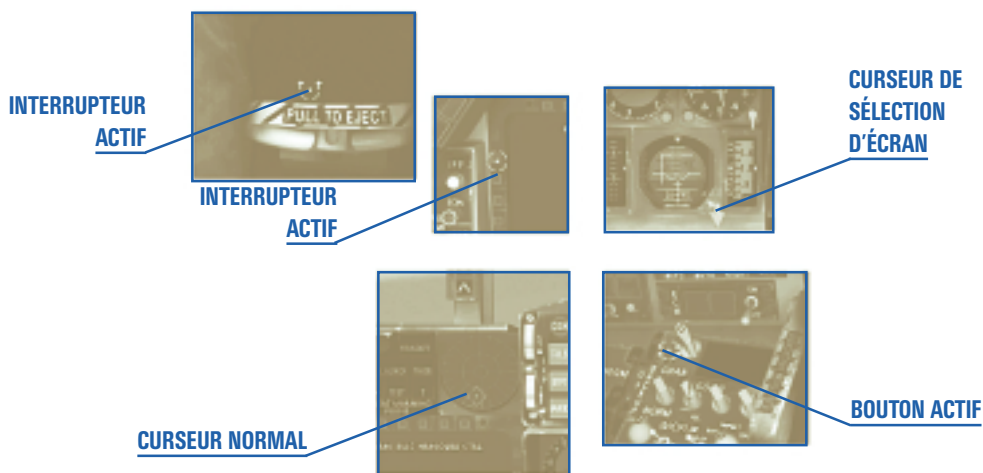 INTERRUPTEUR
ACTIF
PULL TO EJECT
INTERRUPTEUR
ACTIF
CURSEUR DE
SÉLECTION
D'ÉCRAN
CURSEUR NORMAL
BOUTON ACTIF